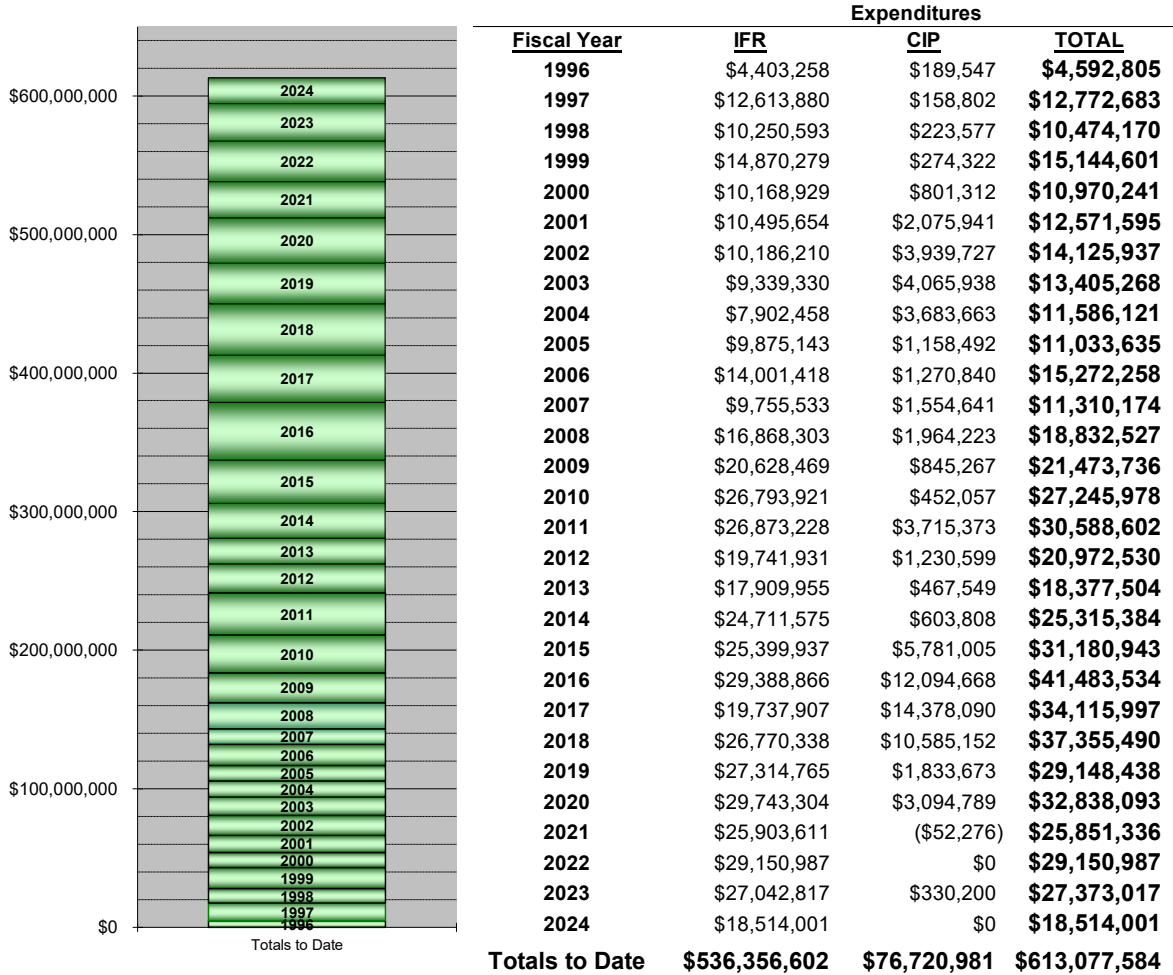 $600,000,000
$500,000,000
$400,000,000
$300,000,000
$200,000,000
$100,000,000
$0
2024
2023
2022
2021
2020
2019
2018
2017
2016
2015
2014
2013
2012
2011
2010
2009
2008
2007
2006
2005
2004
2003
2002
2001
2000
1999
1998
1997
1996
Totals to Date
Expenditures
Fiscal Year IFR CIP TOTAL
1996 $4,403,258 $189,547 $4,592,805
1997 $12,613,880 $158,802 $12,772,683
1998 $10,250,593 $223,577 $10,474,170
1999 $14,870,279 $274,322 $15,144,601
2000 $10,168,929 $801,312 $10,970,241
2001 $10,495,654 $2,075,941 $12,571,595
2002 $10,186,210 $3,939,727 $14,125,937
2003 $9,339,330 $4,065,938 $13,405,268
2004 $7,902,458 $3,683,663 $11,586,121
2005 $9,875,143 $1,158,492 $11,033,635
2006 $14,001,418 $1,270,840 $15,272,258
2007 $9,755,533 $1,554,641 $11,310,174
2008 $16,868,303 $1,964,223 $18,832,527
2009 $20,628,469 $845,267 $21,473,736
2010 $26,793,921 $452,057 $27,245,978
2011 $26,873,228 $3,715,373 $30,588,602
2012 $19,741,931 $1,230,599 $20,972,530
2013 $17,909,955 $467,549 $18,377,504
2014 $24,711,575 $603,808 $25,315,384
2015 $25,399,937 $5,781,005 $31,180,943
2016 $29,388,866 $12,094,668 $41,483,534
2017 $19,737,907 $14,378,090 $34,115,997
2018 $26,770,338 $10,585,152 $37,355,490
2019 $27,314,765 $1,833,673 $29,148,438
2020 $29,743,304 $3,094,789 $32,838,093
2021 $25,903,611 ($52,276) $25,851,336
2022 $29,150,987 $0 $29,150,987
2023 $27,042,817 $330,200 $27,373,017
2024 $18,514,001 $0 $18,514,001
Totals to Date $536,356,602 $76,720,981 $613,077,584